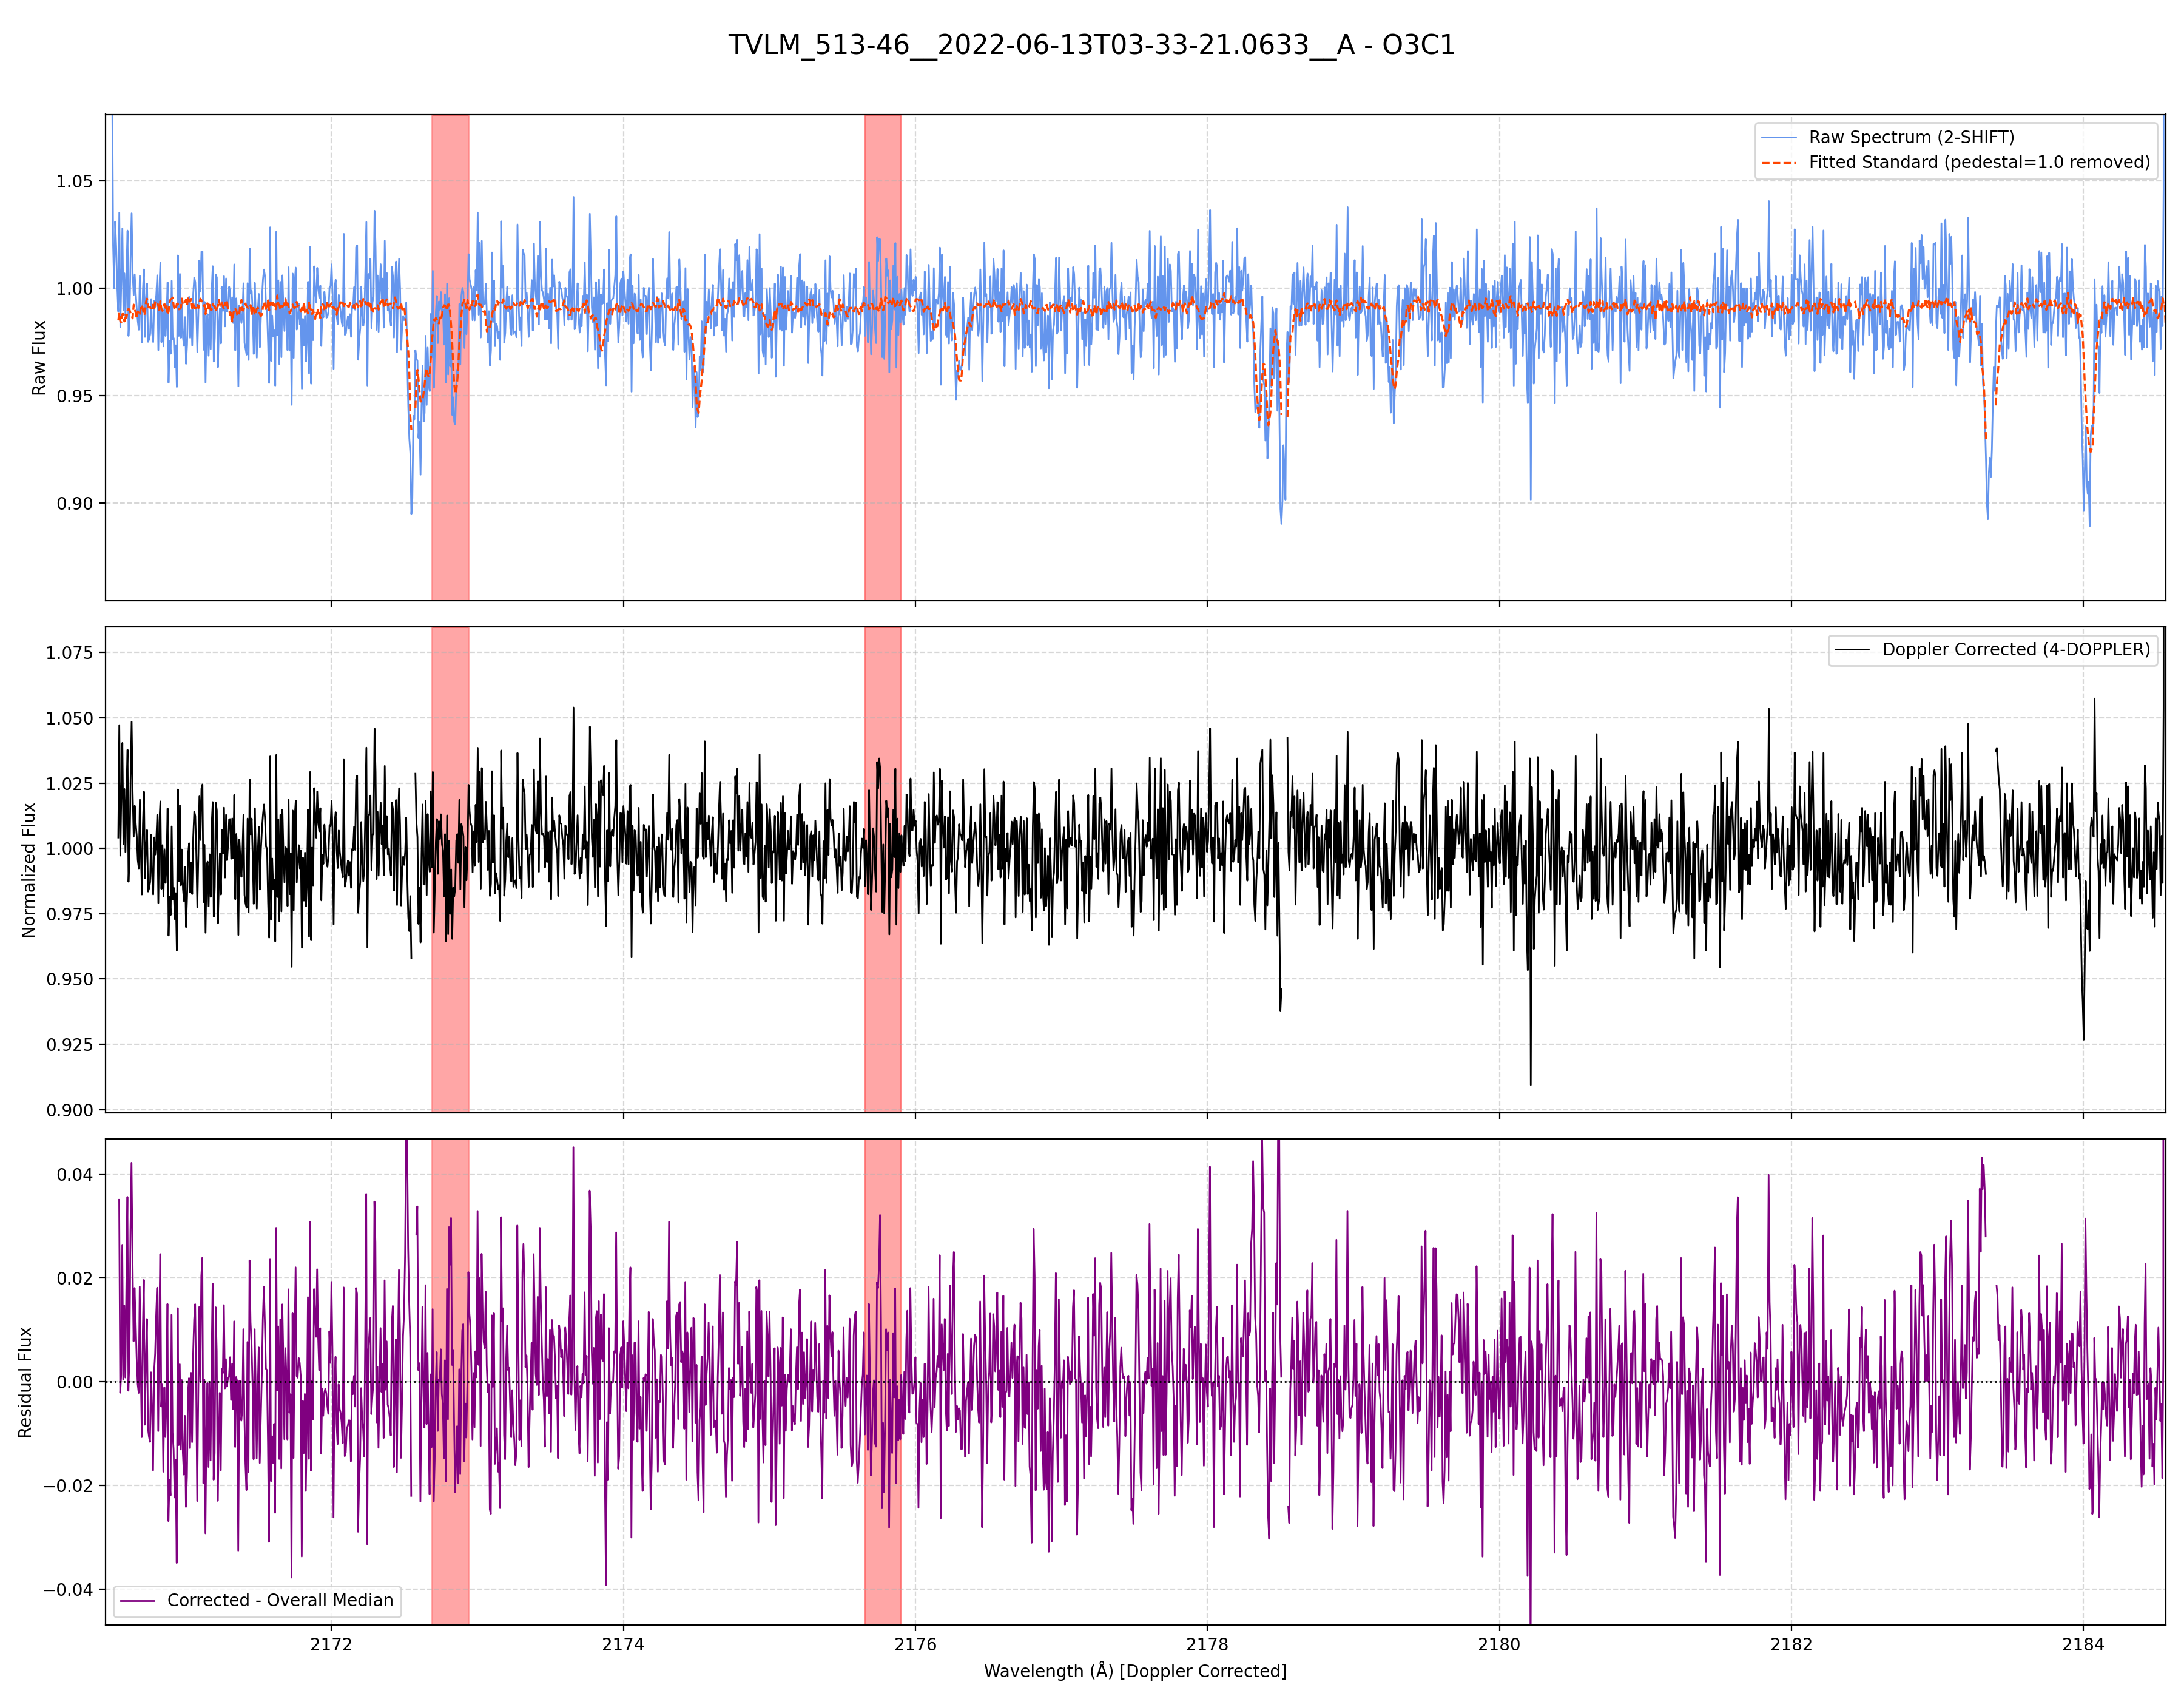 TVLM_513-46__2022-06-13T03-33-21.0633__A - O3C1
Raw Spectrum (2-SHIFT)
Fitted Standard (pedestal=1.0 removed)
1.05
1.00
0.95
0.90
Raw Flux
Doppler Corrected (4-DOPPLER)
1.075
1.050
1.025
1.000
0.975
0.950
0.925
0.900
Normalized Flux
0.04
0.02
0.00
−0.02
−0.04
Residual Flux
Corrected - Overall Median
2172 2174 2176 2178 2180 2182 2184
Wavelength (Å) [Doppler Corrected]